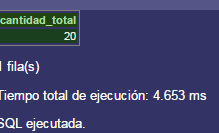 cantidad_total
20
fila(s)
Tiempo total de ejecución: 4.653 ms
SQL ejecutada.